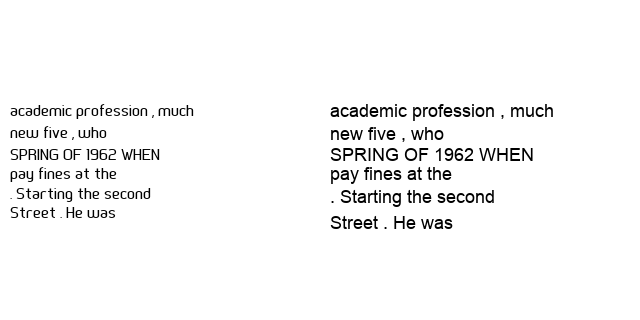 academic profession , much
new five , who
SPRING OF 1962 WHEN
pay fines at the
. Starting the second
Street . He was
academic profession , much
new five , who
SPRING OF 1962 WHEN
pay fines at the
. Starting the second
Street . He was